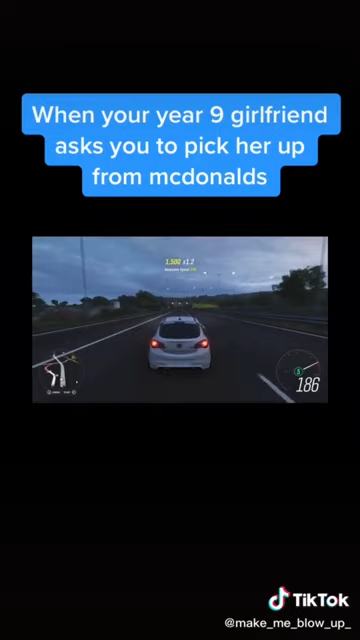 When your year 9 girlfriend
asks you to pick her up
from mcdonalds
1,500 x1.2
186
TikTok
@make_me_blow_up_